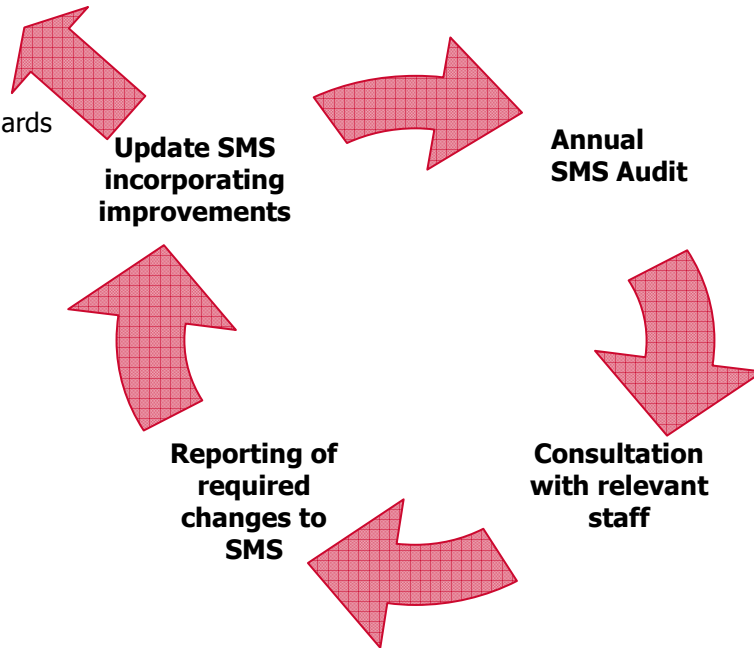 ards
Update SMS
incorporating
improvements
Annual
SMS Audit
Consultation
with relevant
staff
Reporting of
required
changes to
SMS